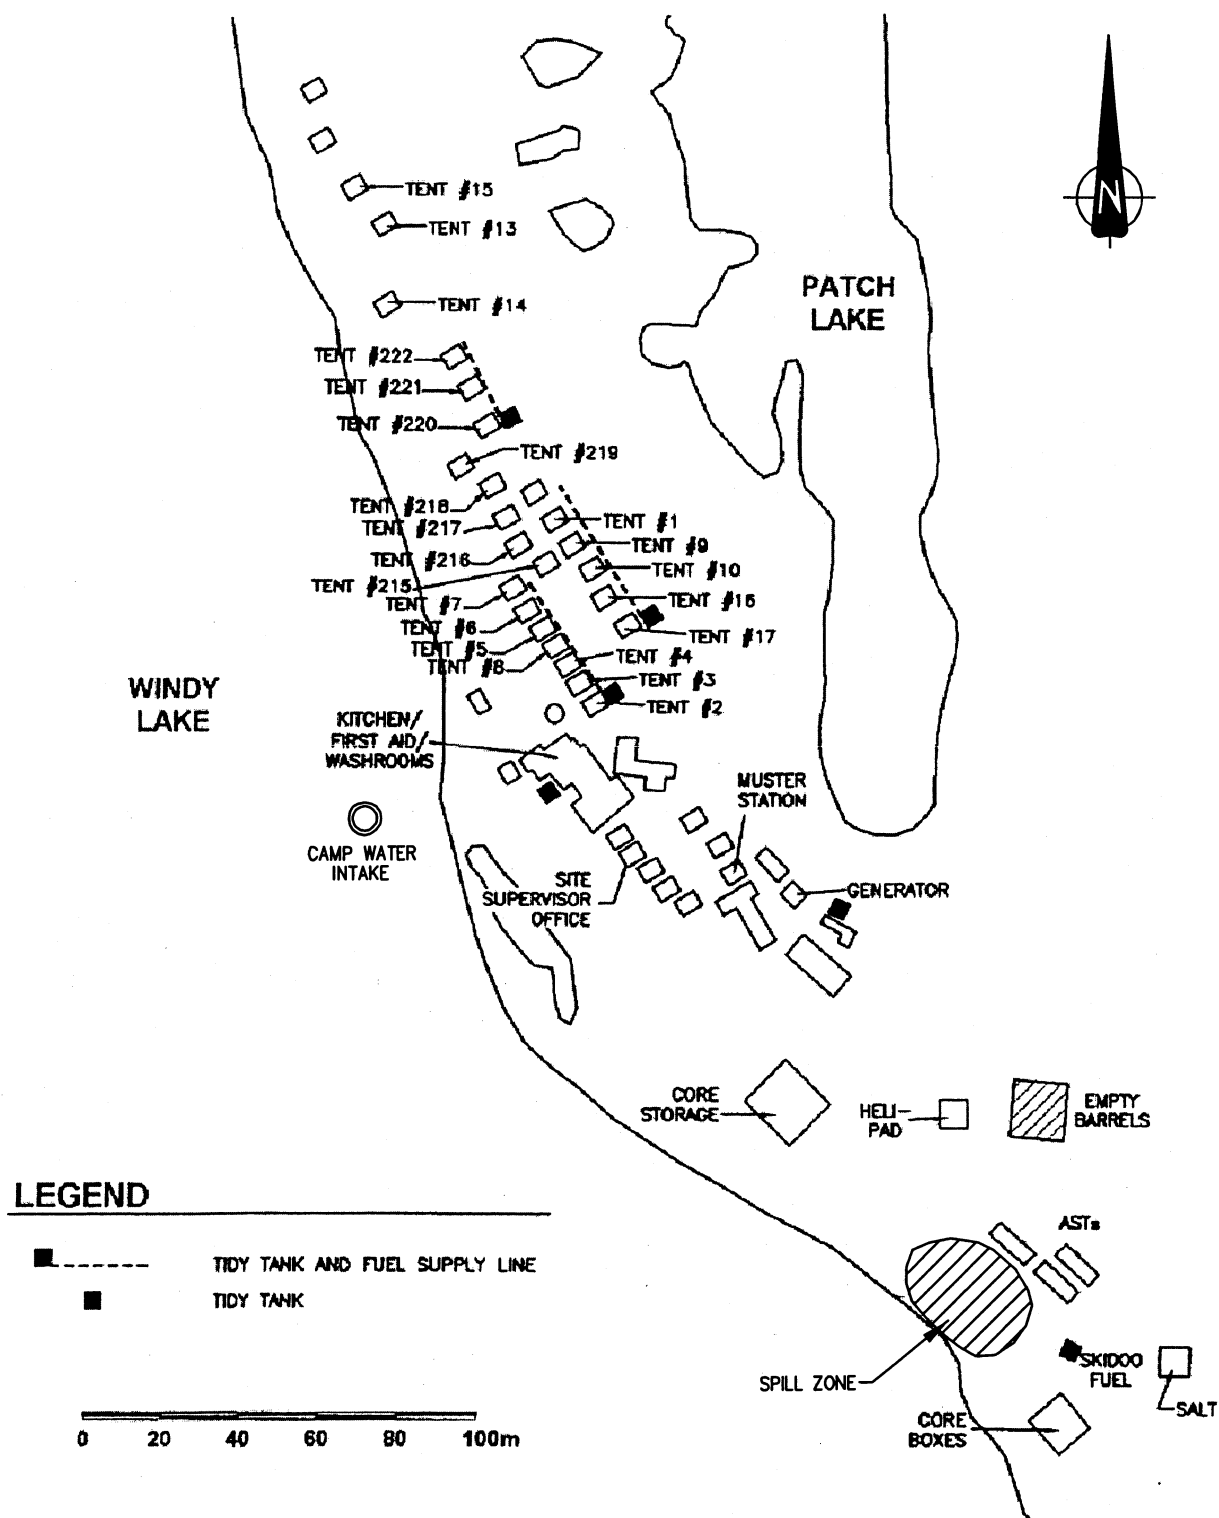 TENT #15
TENT #13
N
PATCH
LAKE
TENT #14
TENT #222
TENT #221
TENT #220
TENT #219
TENT #218
TENT #217
TENT #1
TENT #9
TENT #216
TENT #10
TENT #215
TENT #7
TENT #16
TENT #6
TENT #17
TENT #5
TENT #4
TENT #8
TENT #3
TENT #2
WINDY
LAKE
KITCHEN/
FIRST AID/
WASHROOMS
MUSTER
STATION
CAMP WATER
INTAKE
SITE
SUPERVISOR
OFFICE
GENERATOR
CORE
STORAGE
HELI-
PAD
EMPTY
BARRELS
LEGEND
TIDY TANK AND FUEL SUPPLY LINE
TIDY TANK
ASTs
SPILL ZONE
SKIDOO
FUEL
SALT
CORE
BOXES
0 20 40 60 80 100m